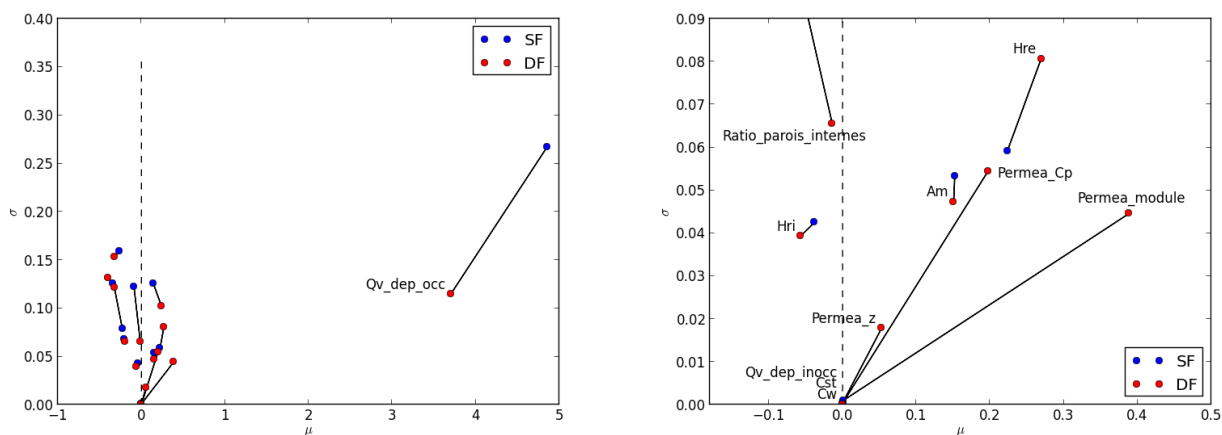 0.40
0.35
0.30
0.25
0.20
0.15
0.10
0.05
0.00
σ
−1
0
1
2
3
4
5
μ
SF
DF
Qv_dep_occ
0.09
0.08
0.07
0.06
0.05
0.04
0.03
0.02
0.01
0.00
σ
−0.1
0.0
0.1
0.2
0.3
0.4
0.5
μ
Hre
Ratio_parois_internes
Permea_Cp
Am
Permea_module
Hri
Permea_z
Qv_dep_inocc
Cst
Cw
SF
DF